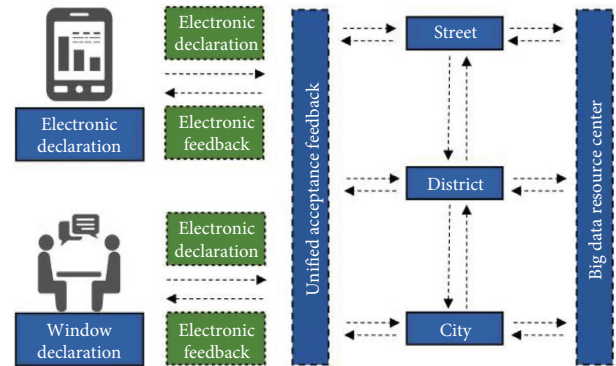 Electronic
declaration
Electronic
declaration
Electronic
feedback
Window
declaration
Electronic
declaration
Electronic
feedback
Unified acceptance feedback
Street
District
City
Big data resource center